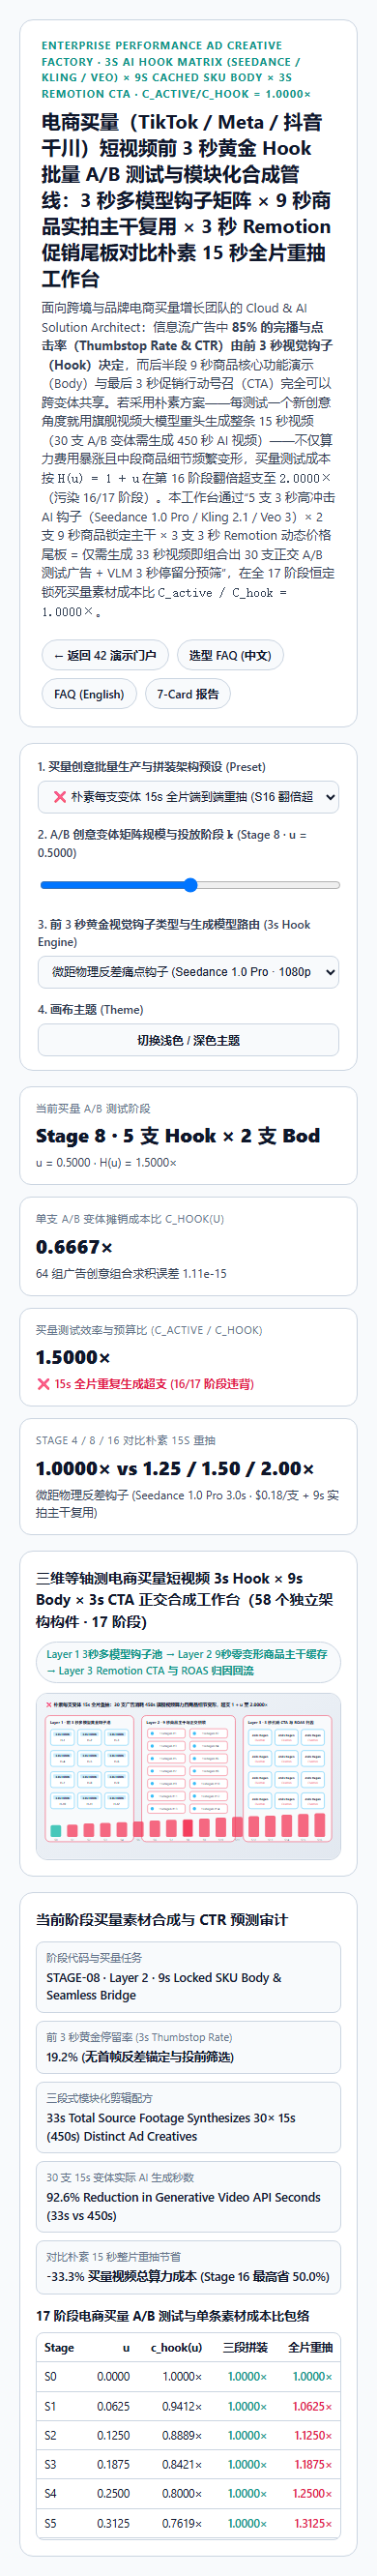 ENTERPRISE PERFORMANCE AD CREATIVE
FACTORY · 3S AI HOOK MATRIX (SEEDANCE /
KLING / VEO) × 9S CACHED SKU BODY × 3S
REMOTION CTA · C_ACTIVE/C_HOOK = 1.0000×
电商买量（TikTok / Meta / 抖音
千川）短视频前 3 秒黄金 Hook
批量 A/B 测试与模块化合成管
线：3 秒多模型钩子矩阵 × 9 秒商
品实拍主干复用 × 3 秒 Remotion
促销尾板对比朴素 15 秒全片重抽
工作台
面向跨境与品牌电商买量增长团队的 Cloud & AI
Solution Architect：信息流广告中 85% 的完播与点
击率（Thumbstop Rate & CTR）由前 3 秒视觉钩子
（Hook）决定，而后半段 9 秒商品核心功能演示
（Body）与最后 3 秒促销行动号召（CTA）完全可以
跨变体共享。若采用朴素方案——每测试一个新创意
角度就用旗舰视频大模型重头生成整条 15 秒视频
（30 支 A/B 变体需生成 450 秒 AI 视频）——不仅算
力费用暴涨且中段商品细节频繁变形，买量测试成本
按 H(u) = 1 + u 在第 16 阶段翻倍超支至 2.0000×
（污染 16/17 阶段）。本工作台通过“5 支 3 秒高冲击
AI 钩子（Seedance 1.0 Pro / Kling 2.1 / Veo 3）× 2
支 9 秒商品锁定主干 × 3 支 3 秒 Remotion 动态价格
尾板 = 仅需生成 33 秒视频即组合出 30 支正交 A/B
测试广告 + VLM 3 秒停留分预筛”，在全 17 阶段恒定
锁死买量素材成本比 C_active / C_hook =
1.0000×。
← 返回 42 演示门户
选型 FAQ (中文)
FAQ (English)
7-Card 报告
1. 买量创意批量生产与拼装架构预设 (Preset)
❌ 朴素每支变体 15s 全片端到端重抽 (S16 翻倍超
2. A/B 创意变体矩阵规模与投放阶段 k (Stage 8 · u =
0.5000)
3. 前 3 秒黄金视觉钩子类型与生成模型路由 (3s Hook
Engine)
微距物理反差痛点钩子 (Seedance 1.0 Pro · 1080p
4. 画布主题 (Theme)
切换浅色 / 深色主题
当前买量 A/B 测试阶段
Stage 8 · 5 支 Hook × 2 支 Bod
u = 0.5000 · H(u) = 1.5000×
单支 A/B 变体摊销成本比 C_HOOK(U)
0.6667×
64 组广告创意组合求积误差 1.11e-15
买量测试效率与预算比 (C_ACTIVE / C_HOOK)
1.5000×
❌ 15s 全片重复生成超支 (16/17 阶段违背)
STAGE 4 / 8 / 16 对比朴素 15S 重抽
1.0000× vs 1.25 / 1.50 / 2.00×
微距物理反差钩子 (Seedance 1.0 Pro 3.0s · $0.18/支 + 9s 实
拍主干复用)
三维等轴测电商买量短视频 3s Hook × 9s
Body × 3s CTA 正交合成工作台（58 个独立架
构构件 · 17 阶段）
Layer 1 3秒多模型钩子池 → Layer 2 9秒零变形商品主干缓存
→ Layer 3 Remotion CTA 与 ROAS 归因回流
当前阶段买量素材合成与 CTR 预测审计
阶段代码与买量任务
STAGE-08 · Layer 2 · 9s Locked SKU Body &
Seamless Bridge
前 3 秒黄金停留率 (3s Thumbstop Rate)
19.2% (无首帧反差锚定与投前筛选)
三段式模块化剪辑配方
33s Total Source Footage Synthesizes 30× 15s
(450s) Distinct Ad Creatives
30 支 15s 变体实际 AI 生成秒数
92.6% Reduction in Generative Video API Seconds
(33s vs 450s)
对比朴素 15 秒整片重抽节省
-33.3% 买量视频总算力成本 (Stage 16 最高省 50.0%)
17 阶段电商买量 A/B 测试与单条素材成本比包络
Stage u c_hook(u) 三段拼装 全片重抽
S0 0.0000 1.0000× 1.0000× 1.0000×
S1 0.0625 0.9412× 1.0000× 1.0625×
S2 0.1250 0.8889× 1.0000× 1.1250×
S3 0.1875 0.8421× 1.0000× 1.1875×
S4 0.2500 0.8000× 1.0000× 1.2500×
S5 0.3125 0.7619× 1.0000× 1.3125×